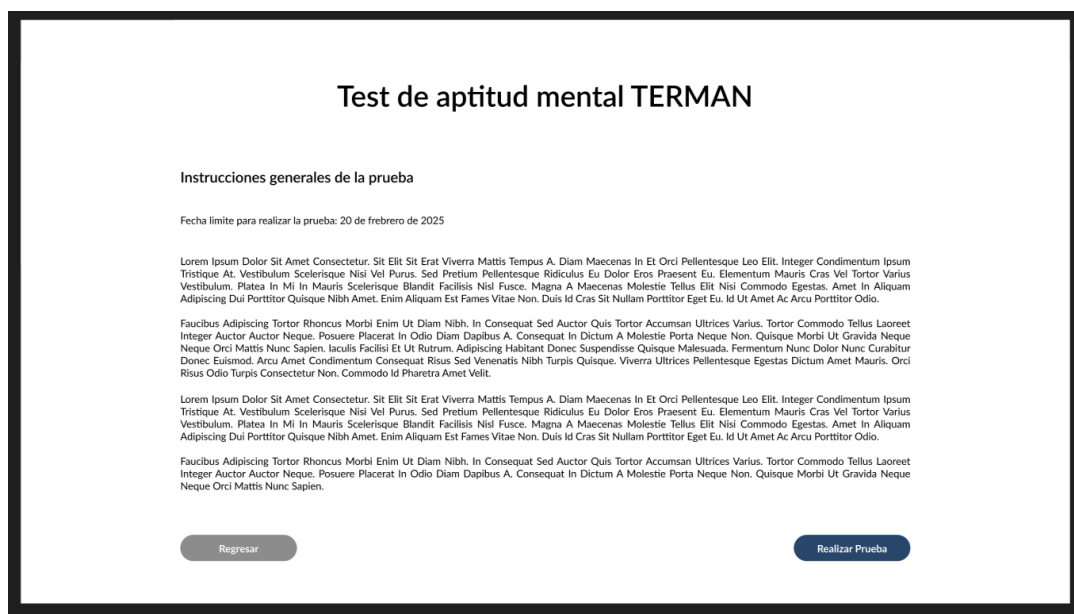 Test de aptitud mental TERMAN
Instrucciones generales de la prueba
Fecha limite para realizar la prueba: 20 de frebrero de 2025
Lorem Ipsum Dolor Sit Amet Consectetur. Sit Elit Sit Erat Viverra Mattis Tempus A. Diam Maecenas In Et Orci Pellentesque Leo Elit. Integer Condimentum Ipsum
Tristique At. Vestibulum Scelerisque Nisi Vel Purus. Sed Pretium Pellentesque Ridiculus Eu Dolor Eros Praesent Eu. Elementum Mauris Cras Vel Tortor Varius
Vestibulum. Platea In Mi In Mauris Scelerisque Blandit Facilisis Nisl Fusce. Magna A Maecenas Molestie Tellus Elit Nisi Commodo Egestas. Amet In Aliquam
Adipiscing Dui Porttitor Quisque Nibh Amet. Enim Aliquam Est Fames Vitae Non. Duis Id Cras Sit Nullam Porttitor Eget Eu. Id Ut Amet Ac Arcu Porttitor Odio.
Faucibus Adipiscing Tortor Rhoncus Morbi Enim Ut Diam Nibh. In Consequat Sed Auctor Quis Tortor Accumsan Ultrices Varius. Tortor Commodo Tellus Laoreet
Integer Auctor Auctor Neque. Posuere Placerat In Odio Diam Dapibus A. Consequat In Dictum A Molestie Porta Neque Non. Quisque Morbi Ut Gravida Neque
Neque Orci Mattis Nunc Sapien. Iaculis Facilisi Et Ut Rutrum. Adipiscing Habitant Donec Suspendisse Quisque Malesuada. Fermentum Nunc Dolor Nunc Curabitur
Donec Euismod. Arcu Amet Condimentum Consequat Risus Sed Venenatis Nibh Turpis Quisque. Viverra Ultrices Pellentesque Egestas Dictum Amet Mauris. Orci
Risus Odio Turpis Consectetur Non. Commodo Id Pharetra Amet Velit.
Lorem Ipsum Dolor Sit Amet Consectetur. Sit Elit Sit Erat Viverra Mattis Tempus A. Diam Maecenas In Et Orci Pellentesque Leo Elit. Integer Condimentum Ipsum
Tristique At. Vestibulum Scelerisque Nisi Vel Purus. Sed Pretium Pellentesque Ridiculus Eu Dolor Eros Praesent Eu. Elementum Mauris Cras Vel Tortor Varius
Vestibulum. Platea In Mi In Mauris Scelerisque Blandit Facilisis Nisl Fusce. Magna A Maecenas Molestie Tellus Elit Nisi Commodo Egestas. Amet In Aliquam
Adipiscing Dui Porttitor Quisque Nibh Amet. Enim Aliquam Est Fames Vitae Non. Duis Id Cras Sit Nullam Porttitor Eget Eu. Id Ut Amet Ac Arcu Porttitor Odio.
Faucibus Adipiscing Tortor Rhoncus Morbi Enim Ut Diam Nibh. In Consequat Sed Auctor Quis Tortor Accumsan Ultrices Varius. Tortor Commodo Tellus Laoreet
Integer Auctor Auctor Neque. Posuere Placerat In Odio Diam Dapibus A. Consequat In Dictum A Molestie Porta Neque Non. Quisque Morbi Ut Gravida Neque
Neque Orci Mattis Nunc Sapien.
Regresar
Realizar Prueba